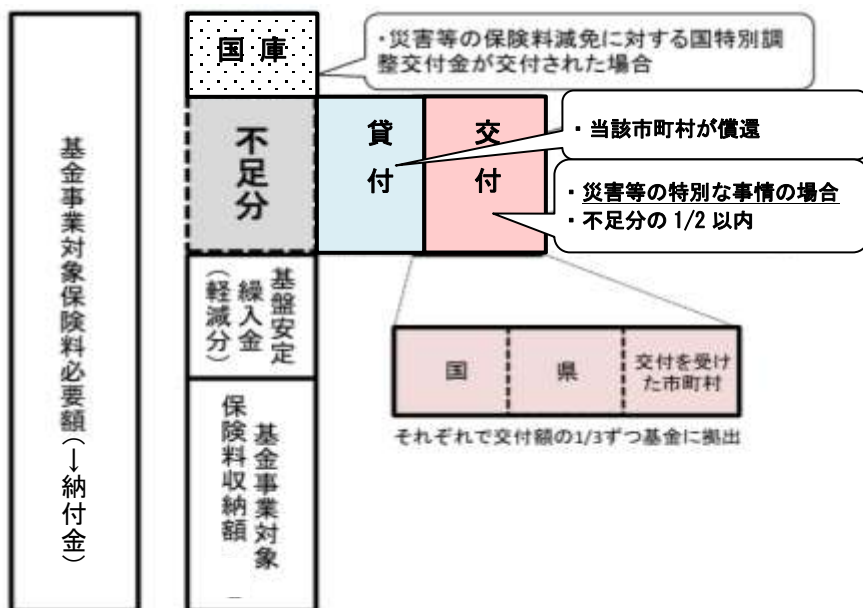 基金事業対象保険料必要額（→納付金）
国 庫
・災害等の保険料減免に対する国特別調
整交付金が交付された場合
不足分
貸付
交付
・当該市町村が償還
・災害等の特別な事情の場合
・不足分の 1/2 以内
基盤安定
繰入金
（軽減分）
国
県
交付を受け
た市町村
それぞれで交付額の1/3ずつ基金に拠出
基金事業対象
保険料収納額